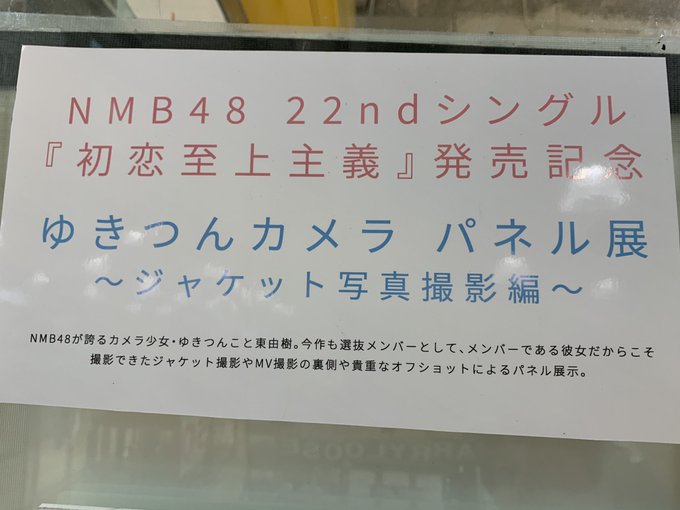 NMB48 22ndシングル
『初恋至上主義』発売記念
ゆきつんカメラ パネル展
～ジャケット写真撮影編～
NMB48が誇るカメラ少女・ゆきつんこと東由樹。今作も選抜メンバーとして、メンバーである彼女だからこそ
撮影できたジャケット撮影やMV撮影の裏側や貴重なオフショットによるパネル展示。